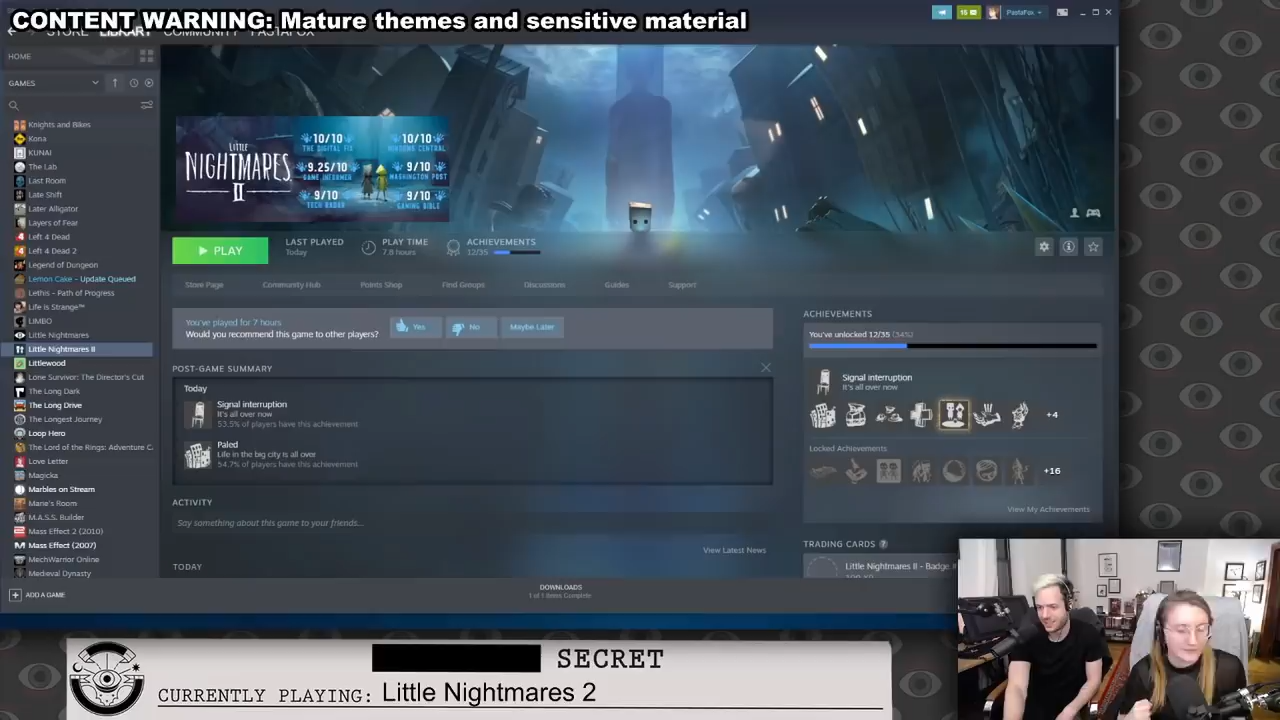 CONTENT WARNING: Mature themes and sensitive material
STORE LIBRARY COMMUNITY PASTAFOX
15
PastaFox
HOME
GAMES
Knights and Bikes
Kona
KUNAI
The Lab
Last Room
Late Shift
Later Alligator
Layers of Fear
Left 4 Dead
Left 4 Dead 2
Legend of Dungeon
Lemon Cake - Update Queued
Lethis - Path of Progress
Life is Strange™
LIMBO
Little Nightmares
Little Nightmares II
Littlewood
Lone Survivor: The Director's Cut
The Long Dark
The Long Drive
The Longest Journey
Loop Hero
The Lord of the Rings: Adventure C
Love Letter
Magicka
Marbles on Stream
Marie's Room
M.A.S.S. Builder
Mass Effect 2 (2010)
Mass Effect (2007)
MechWarrior Online
Medieval Dynasty
ADD A GAME
LITTLE
NIGHTMARES
II
10/10
THE DIGITAL FIX
10/10
WINDOWS CENTRAL
9.25/10
GAME INFORMER
9/10
WASHINGTON POST
9/10
TECH RADAR
9/10
GAMING BIBLE
PLAY
LAST PLAYED
Today
PLAY TIME
7.8 hours
ACHIEVEMENTS
12/35
Store Page
Community Hub
Points Shop
Find Groups
Discussions
Guides
Support
You've played for 7 hours
Would you recommend this game to other players?
Yes
No
Maybe Later
POST-GAME SUMMARY
Today
Signal interruption
It's all over now
53.5% of players have this achievement
Paled
Life in the big city is all over
54.7% of players have this achievement
ACTIVITY
Say something about this game to your friends...
View Latest News
TODAY
ACHIEVEMENTS
You've unlocked 12/35 (34%)
Signal interruption
It's all over now
+4
Locked Achievements
+16
View My Achievements
TRADING CARDS
Little Nightmares II - Badge
DOWNLOADS
1 of 1 Items Complete
SECRET
CURRENTLY PLAYING: Little Nightmares 2